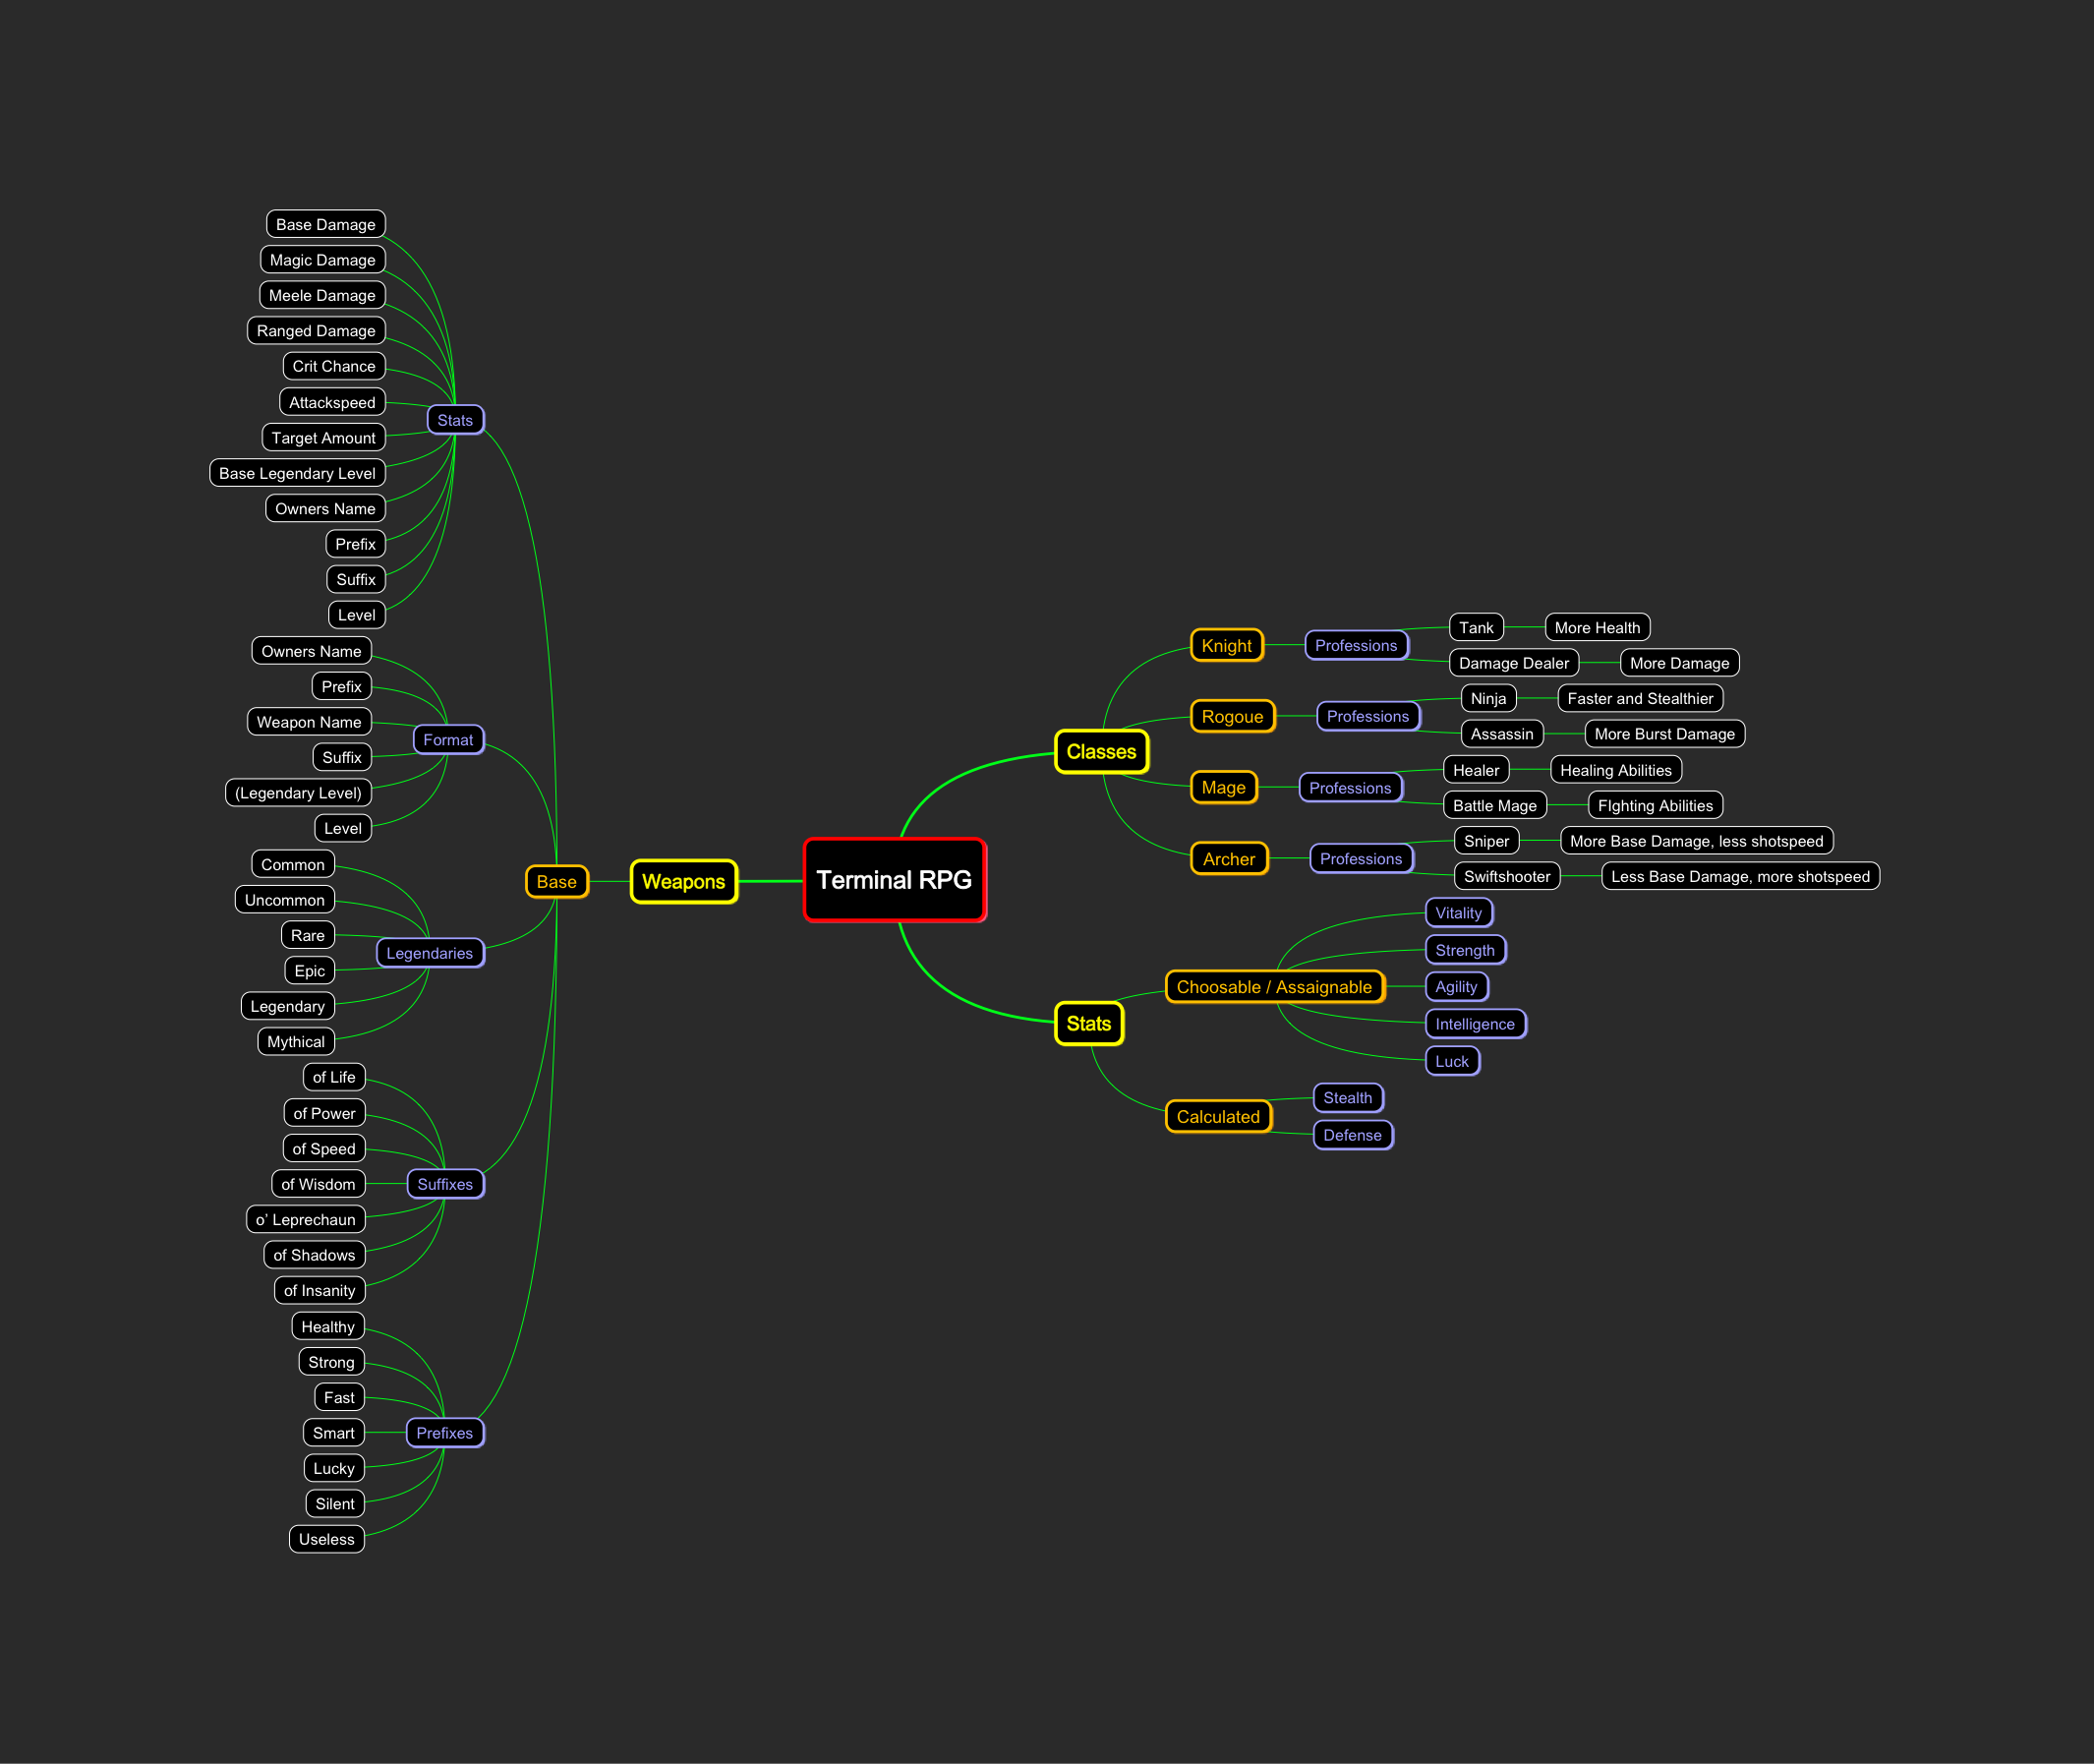 Terminal RPG
Weapons
Base
Stats
Base Damage
Magic Damage
Meele Damage
Ranged Damage
Crit Chance
Attackspeed
Target Amount
Base Legendary Level
Owners Name
Prefix
Suffix
Level
Format
Owners Name
Prefix
Weapon Name
Suffix
(Legendary Level)
Level
Legendaries
Common
Uncommon
Rare
Epic
Legendary
Mythical
Suffixes
of Life
of Power
of Speed
of Wisdom
o' Leprechaun
of Shadows
of Insanity
Prefixes
Healthy
Strong
Fast
Smart
Lucky
Silent
Useless
Classes
Knight
Professions
Tank
More Health
Damage Dealer
More Damage
Rogoue
Professions
Ninja
Faster and Stealthier
Assassin
More Burst Damage
Mage
Professions
Healer
Healing Abilities
Battle Mage
FIghting Abilities
Archer
Professions
Sniper
More Base Damage, less shotspeed
Swiftshooter
Less Base Damage, more shotspeed
Stats
Choosable / Assaignable
Vitality
Strength
Agility
Intelligence
Luck
Calculated
Stealth
Defense